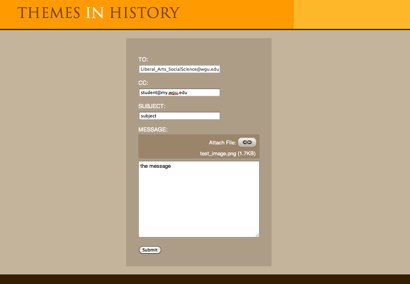 THEMES IN HISTORY
TO:
Liberal_Arts_SocialScience@wgu.edu
CC:
student@my.wgu.edu
SUBJECT:
subject
MESSAGE:
Attach File:
test_image.png (1.7KB)
the message
Submit